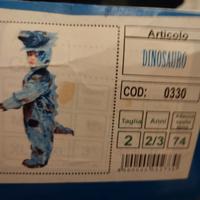 Articolo
DINOSAURO
COD: 0330
Taglia Anni
2 2/3 74